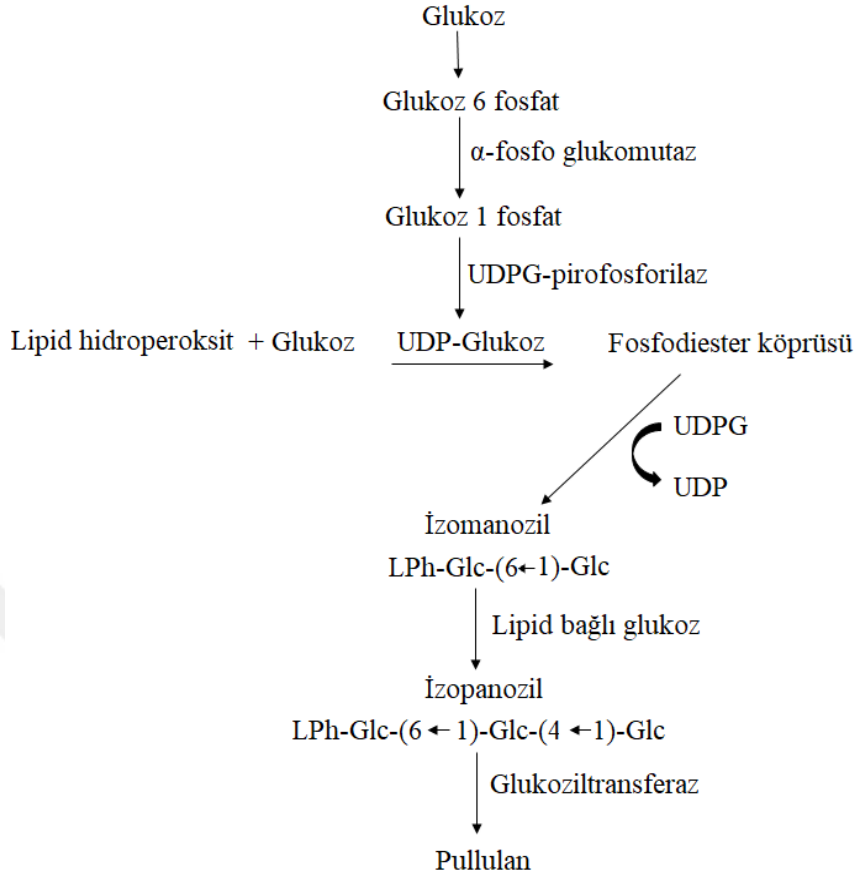 Glukoz
Glukoz 6 fosfat
α-fosfo glukomutaz
Glukoz 1 fosfat
UDPG-pirofosforilaz
Lipid hidroperoksit + Glukoz UDP-Glukoz Fosfodiester köprüsü
UDPG
UDP
İzomanozil
LPh-Glc-(6←1)-Glc
Lipid bağlı glukoz
İzopanozil
LPh-Glc-(6 ← 1)-Glc-(4 ←1)-Glc
Glukoziltransferaz
Pullulan